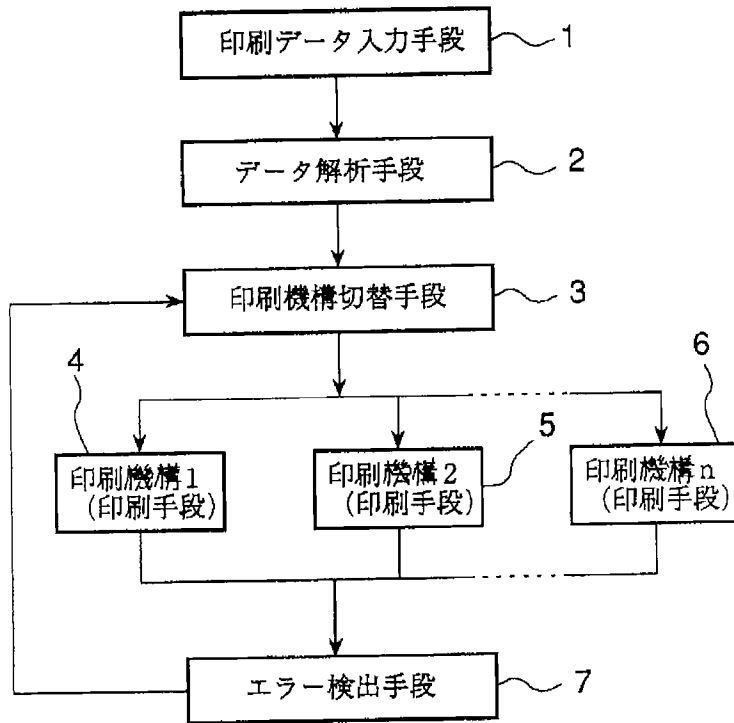 印刷データ入力手段
1
データ解析手段
2
印刷機構切替手段
3
4
印刷機構1
(印刷手段)
5
印刷機構2
(印刷手段)
6
印刷機構n
(印刷手段)
エラー検出手段
7